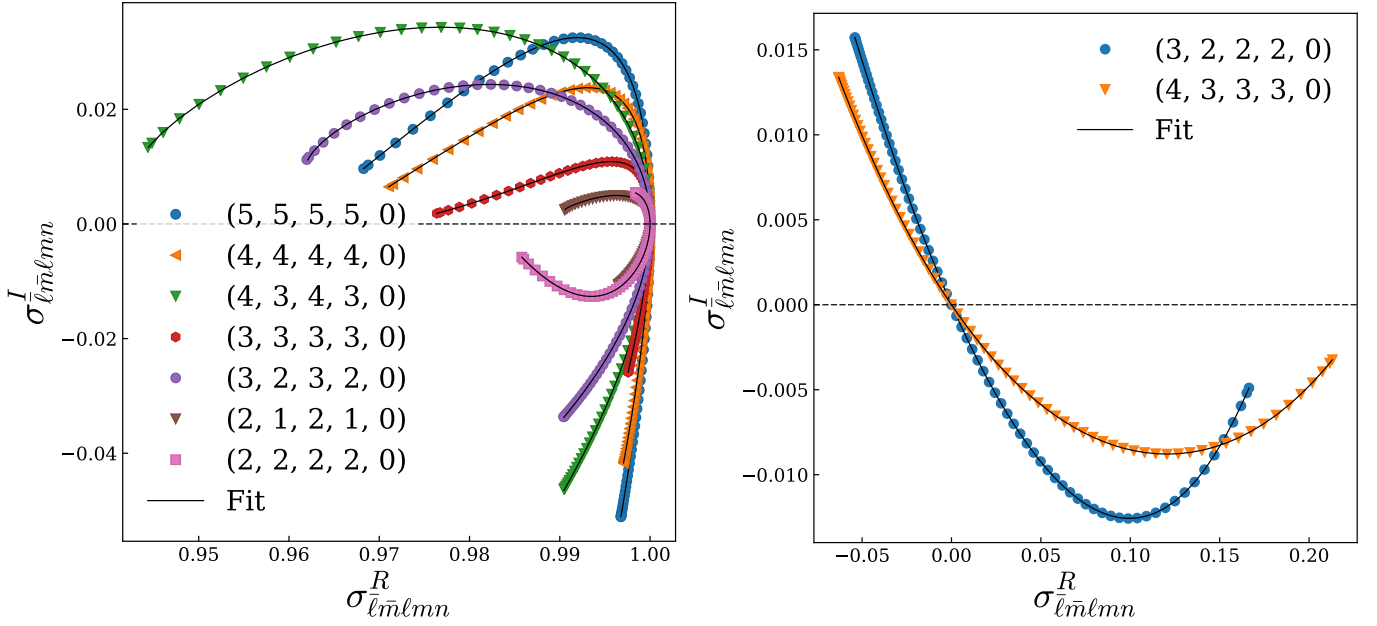 0.02
0.00
−0.02
−0.04
σ^I_{ℓ̄m̄ℓmn}
(5, 5, 5, 5, 0)
(4, 4, 4, 4, 0)
(4, 3, 4, 3, 0)
(3, 3, 3, 3, 0)
(3, 2, 3, 2, 0)
(2, 1, 2, 1, 0)
(2, 2, 2, 2, 0)
Fit
0.95 0.96 0.97 0.98 0.99 1.00
σ^R_{ℓ̄m̄ℓmn}
0.015
0.010
0.005
0.000
−0.005
−0.010
σ^I_{ℓ̄m̄ℓmn}
(3, 2, 2, 2, 0)
(4, 3, 3, 3, 0)
Fit
−0.05 0.00 0.05 0.10 0.15 0.20
σ^R_{ℓ̄m̄ℓmn}